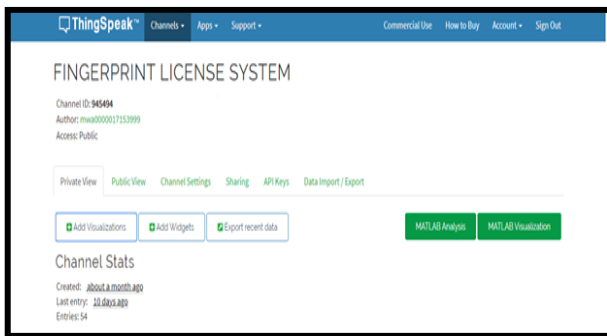 ThingSpeak™ Channels Apps Support Commercial Use How to Buy Account Sign Out
FINGERPRINT LICENSE SYSTEM
Channel ID: 945494
Author: mwa0000017153999
Access: Public
Private View Public View Channel Settings Sharing API Keys Data Import / Export
Add Visualizations Add Widgets Export recent data MATLAB Analysis MATLAB Visualization
Channel Stats
Created: about a month ago
Last entry: 10 days ago
Entries: 54